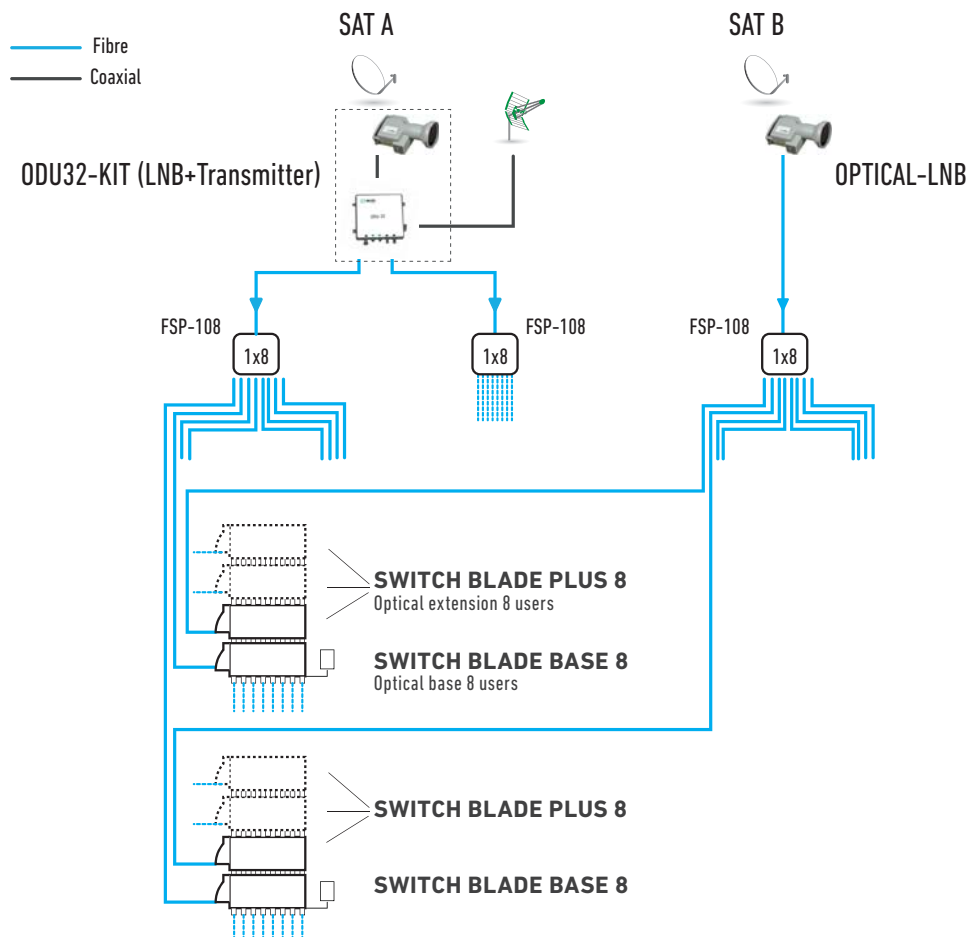 SAT A
SAT B
Fibre
Coaxial
ODU32-KIT (LNB+Transmitter)
OPTICAL-LNB
FSP-108
1x8
FSP-108
1x8
FSP-108
1x8
SWITCH BLADE PLUS 8
Optical extension 8 users
SWITCH BLADE BASE 8
Optical base 8 users
SWITCH BLADE PLUS 8
SWITCH BLADE BASE 8